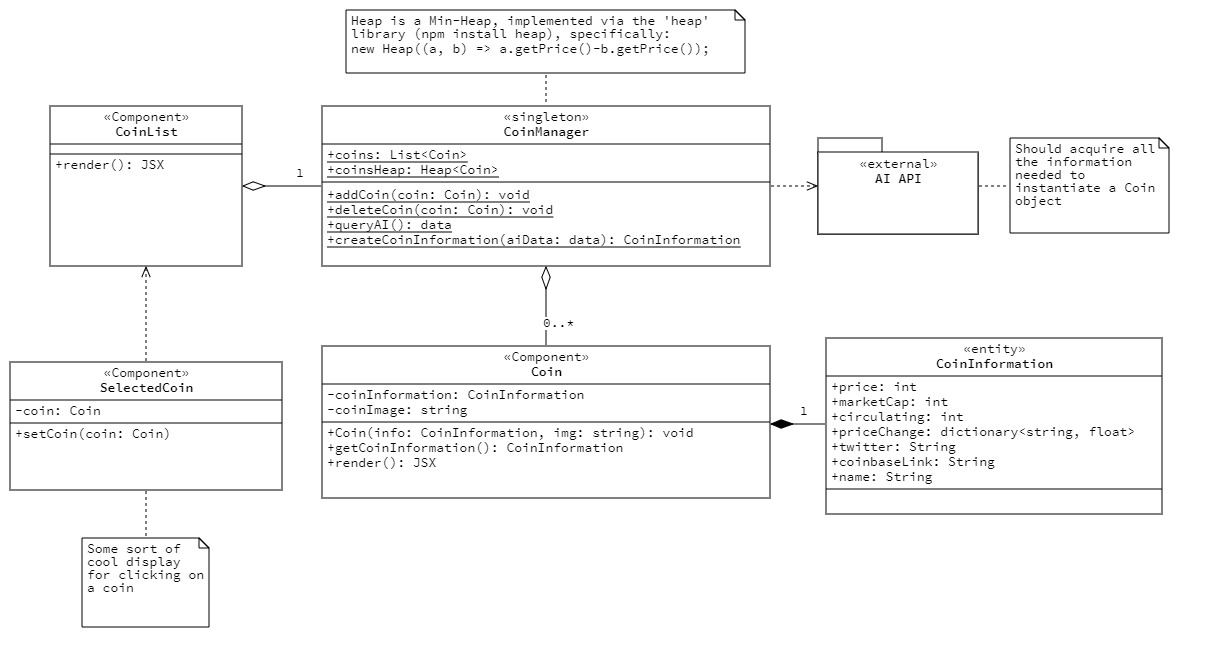 Heap is a Min-Heap, implemented via the 'heap'
library (npm install heap), specifically:
new Heap((a, b) => a.getPrice()-b.getPrice());
«Component»
CoinList
+render(): JSX
1
«singleton»
CoinManager
+coins: List<Coin>
+coinsHeap: Heap<Coin>
+addCoin(coin: Coin): void
+deleteCoin(coin: Coin): void
+queryAI(): data
+createCoinInformation(aiData: data): CoinInformation
«external»
AI API
Should acquire all
the information
needed to
instantiate a Coin
object
0..*
«Component»
SelectedCoin
-coin: Coin
+setCoin(coin: Coin)
«Component»
Coin
-coinInformation: CoinInformation
-coinImage: string
+Coin(info: CoinInformation, img: string): void
+getCoinInformation(): CoinInformation
+render(): JSX
1
«entity»
CoinInformation
+price: int
+marketCap: int
+circulating: int
+priceChange: dictionary<string, float>
+twitter: String
+coinbaseLink: String
+name: String
Some sort of
cool display
for clicking on
a coin